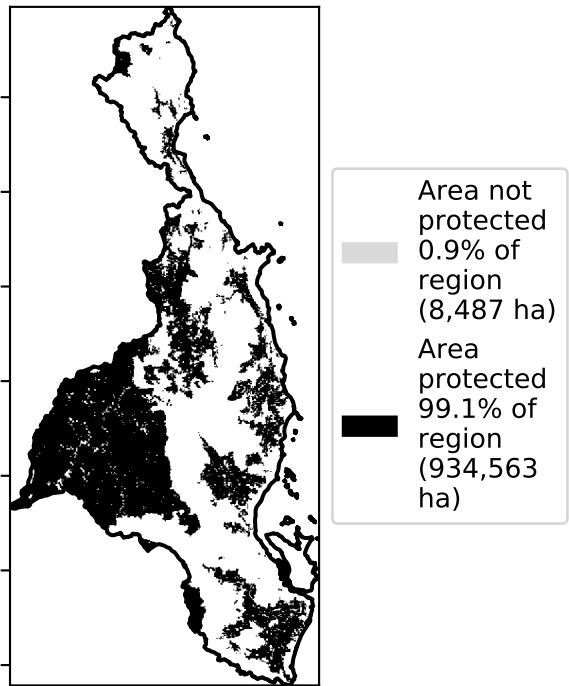 Area not
protected
0.9% of
region
(8,487 ha)
Area
protected
99.1% of
region
(934,563
ha)